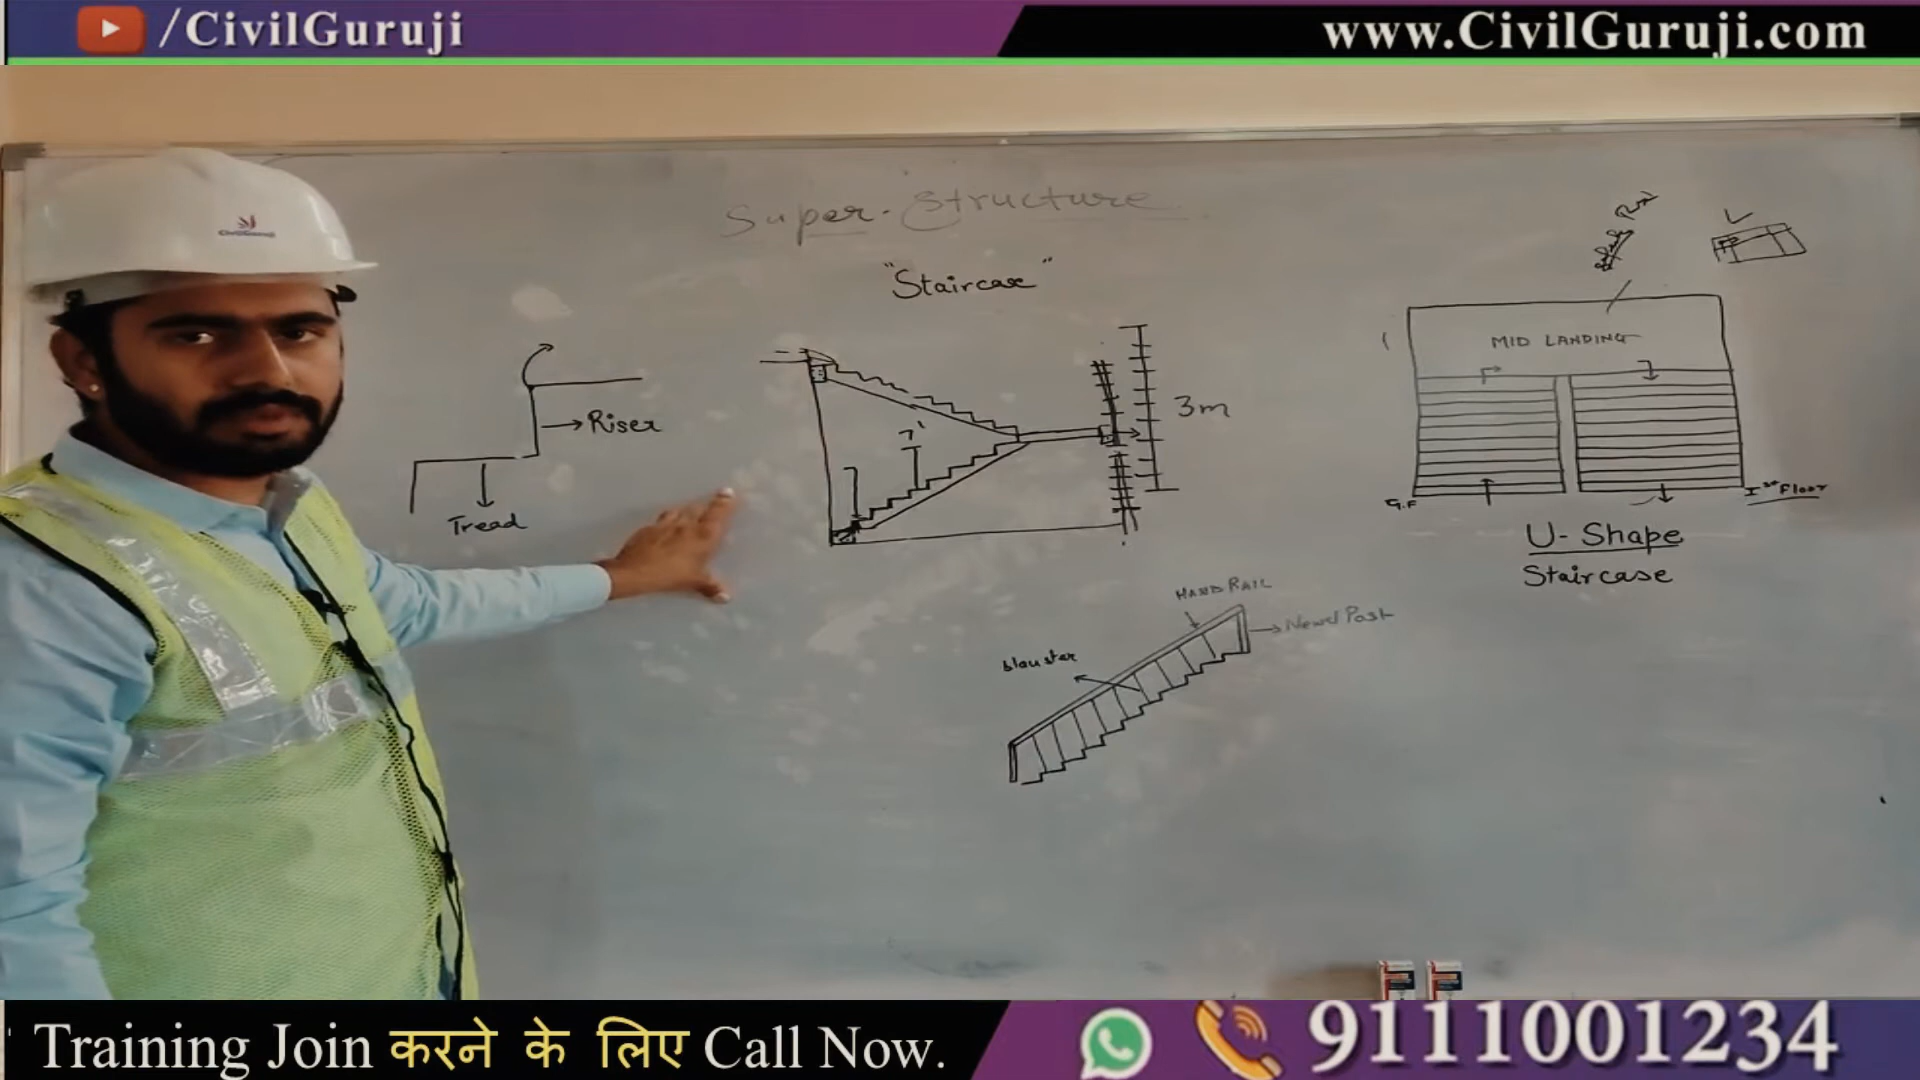 /CivilGuruji
www.CivilGuruji.com
CivilGuruji
Super-Structure
"Staircase"
Riser
Tread
7'
3m
MID LANDING
G.F
Ist Floor
U-Shape
Staircase
HAND RAIL
Newel Post
blauster
Training Join करने के लिए Call Now.
9111001234